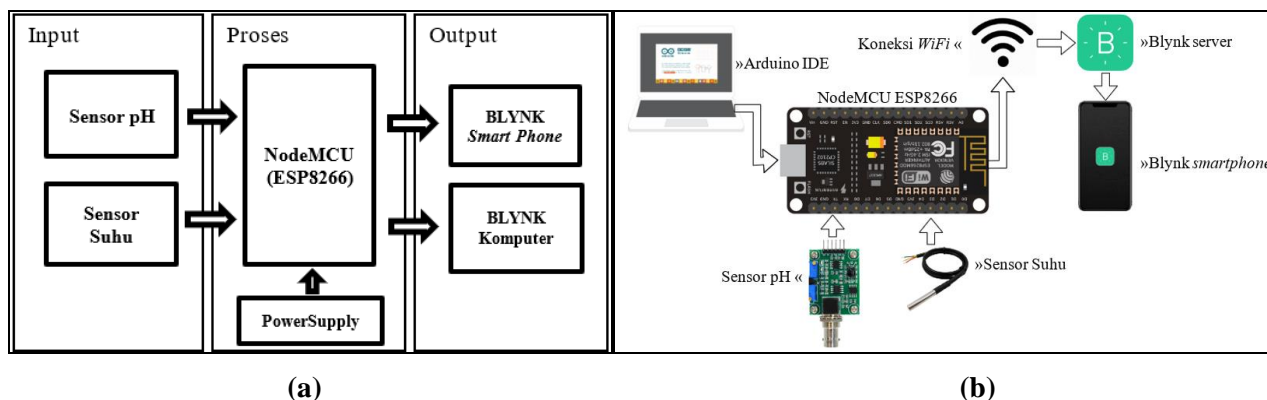 Input
Proses
Output
Sensor pH
Sensor
Suhu
NodeMCU
(ESP8266)
PowerSupply
BLYNK
Smart Phone
BLYNK
Komputer
(a)
»Arduino IDE
Koneksi WiFi «
B
»Blynk server
NodeMCU ESP8266
WiFi
B
»Blynk smartphone
Sensor pH «
»Sensor Suhu
(b)